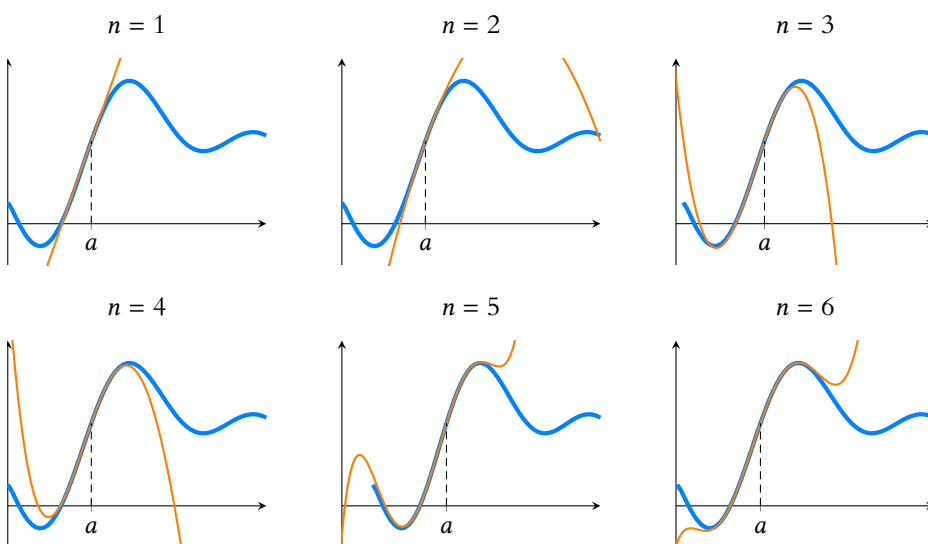 n = 1
n = 2
n = 3
a
a
a
n = 4
n = 5
n = 6
a
a
a